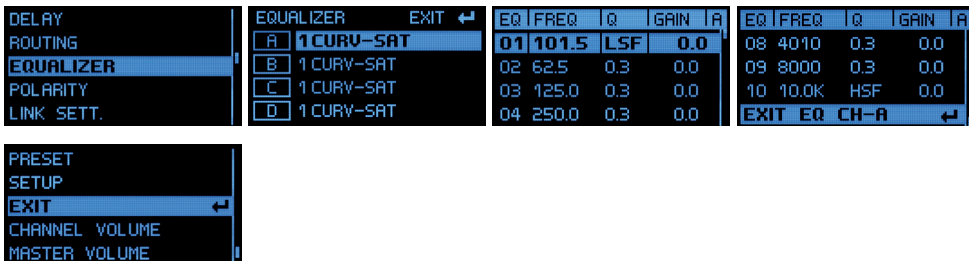 DELAY
ROUTING
EQUALIZER
POLARITY
LINK SETT.
EQUALIZER EXIT ↵
A 1 CURV-SAT
B 1 CURV-SAT
C 1 CURV-SAT
D 1 CURV-SAT
EQ FREQ Q GAIN A
01 101.5 LSF 0.0
02 62.5 0.3 0.0
03 125.0 0.3 0.0
04 250.0 0.3 0.0
EQ FREQ Q GAIN A
08 4010 0.3 0.0
09 8000 0.3 0.0
10 10.0K HSF 0.0
EXIT EQ CH-A ↵
PRESET
SETUP
EXIT ↵
CHANNEL VOLUME
MASTER VOLUME